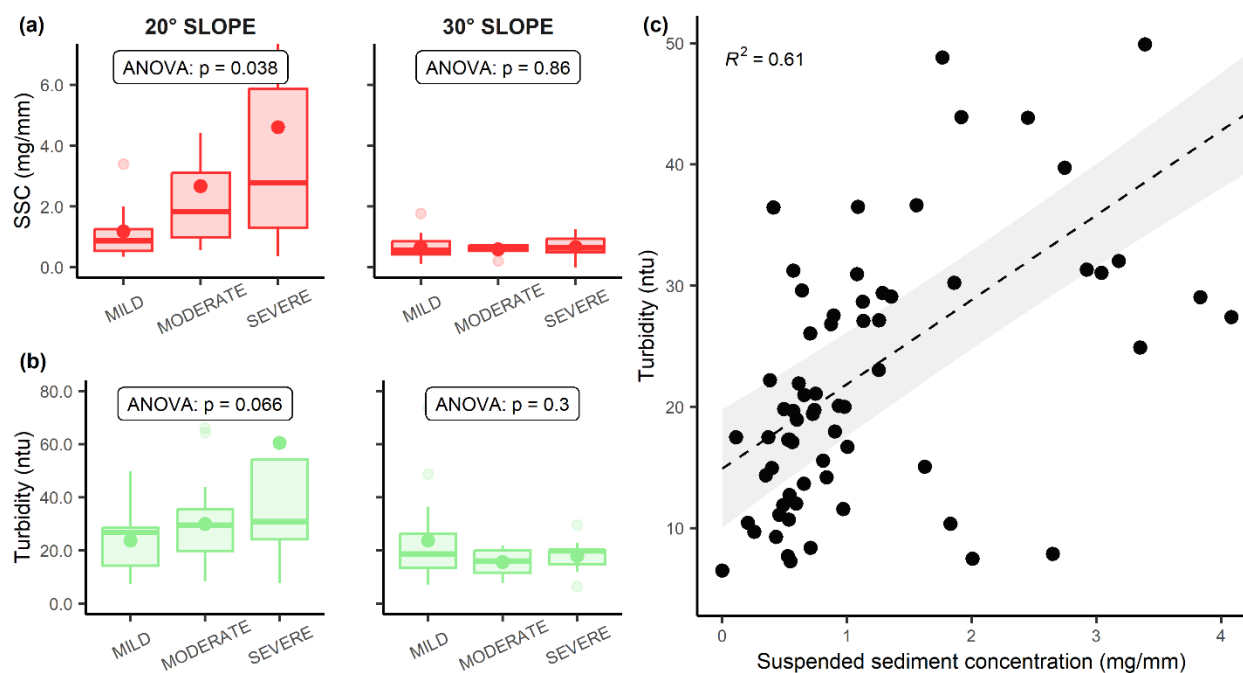 (a)
20° SLOPE
30° SLOPE
ANOVA: p = 0.038
ANOVA: p = 0.86
SSC (mg/mm)
6.0
4.0
2.0
0.0
MILD
MODERATE
SEVERE
MILD
MODERATE
SEVERE
(b)
ANOVA: p = 0.066
ANOVA: p = 0.3
Turbidity (ntu)
80.0
60.0
40.0
20.0
0.0
MILD
MODERATE
SEVERE
MILD
MODERATE
SEVERE
(c)
R² = 0.61
Turbidity (ntu)
50
40
30
20
10
0
1
2
3
4
Suspended sediment concentration (mg/mm)